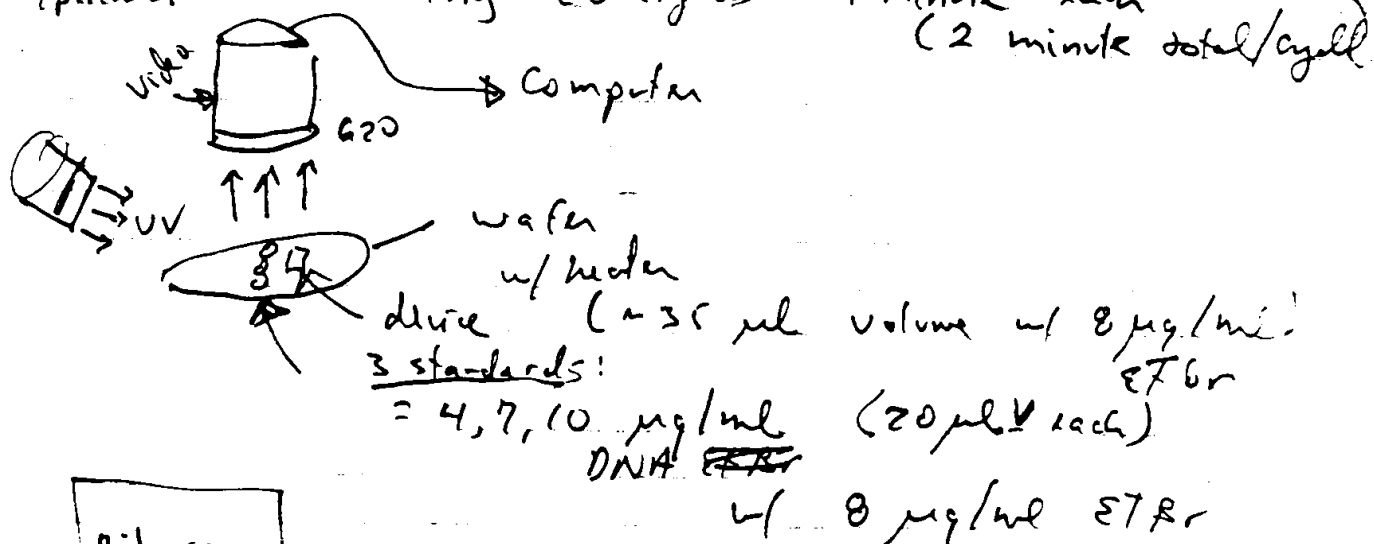 (2 minute total/cycle
video
Computer
620
UV
wafer
w/ heater
device (~ 35 µl volume w/ 8 µg/ml
EtBr
3 standards:
= 4, 7, 10 µg/ml (20 µl each)
DNA EtBr
w/ 8 µg/ml EtBr